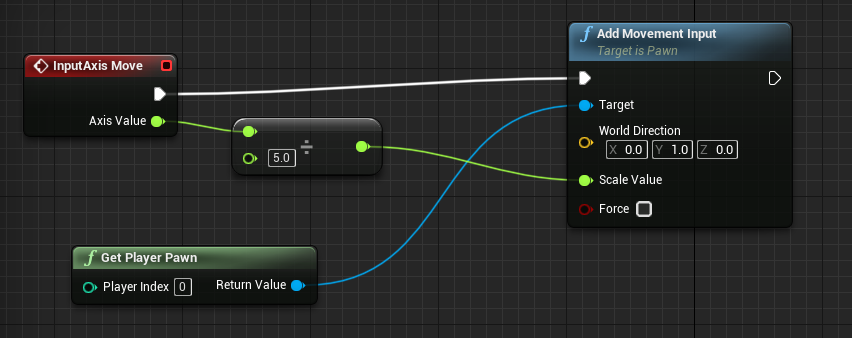 InputAxis Move
Axis Value
5.0
÷
Get Player Pawn
Player Index 0
Return Value
Add Movement Input
Target is Pawn
Target
World Direction
X 0.0 Y 1.0 Z 0.0
Scale Value
Force